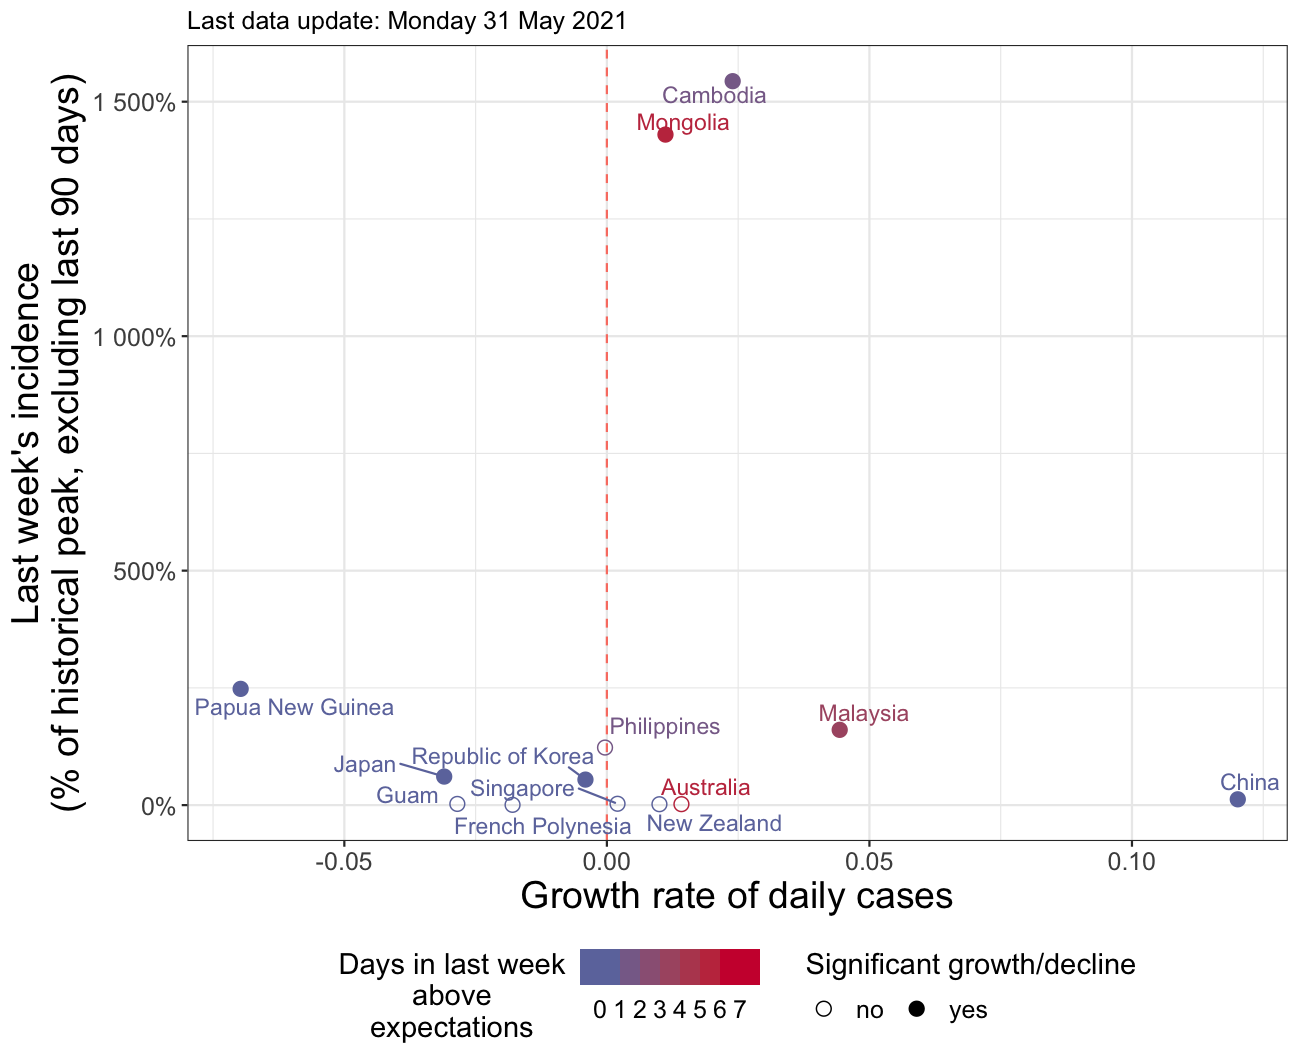 Last data update: Monday 31 May 2021
Last week's incidence
(% of historical peak, excluding last 90 days)
1 500%
1 000%
500%
0%
Cambodia
Mongolia
Papua New Guinea
Malaysia
Philippines
Republic of Korea
Japan
China
Singapore
Australia
Guam
French Polynesia
New Zealand
-0.05
0.00
0.05
0.10
Growth rate of daily cases
Days in last week
above
expectations
0 1 2 3 4 5 6 7
Significant growth/decline
no
yes